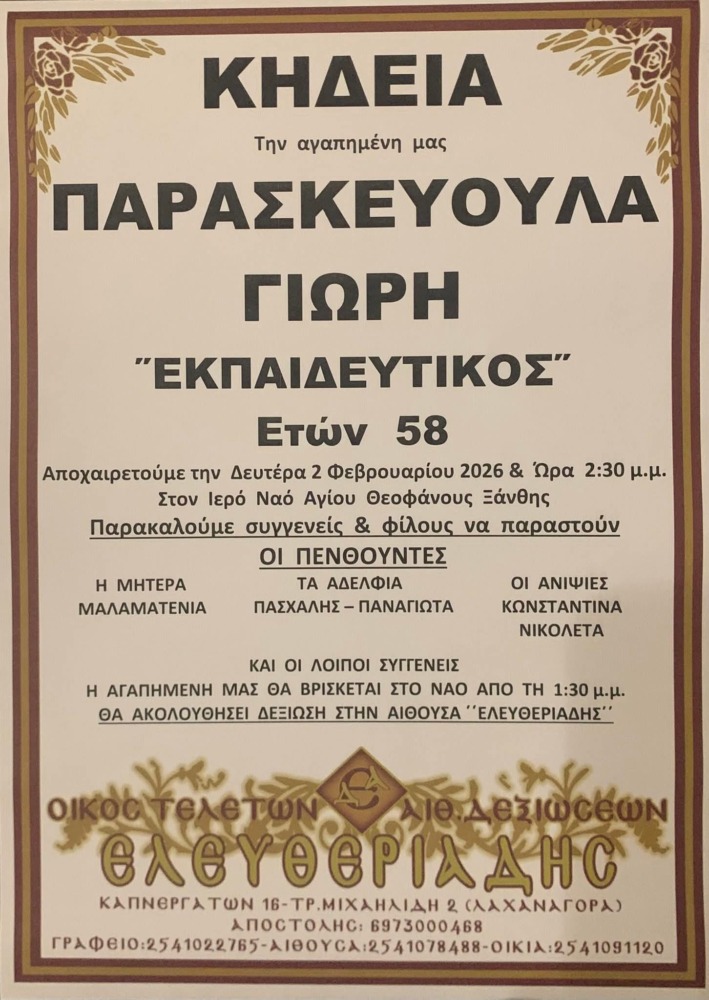 ΚΗΔΕΙΑ
Την αγαπημένη μας
ΠΑΡΑΣΚΕΥΟΥΛΑ
ΓΙΩΡΗ
΄΄ΕΚΠΑΙΔΕΥΤΙΚΟΣ΄΄
Ετών 58
Αποχαιρετούμε την Δευτέρα 2 Φεβρουαρίου 2026 & Ώρα 2:30 μ.μ.
Στον Ιερό Ναό Αγίου Θεοφάνους Ξάνθης
Παρακαλούμε συγγενείς & φίλους να παραστούν
ΟΙ ΠΕΝΘΟΥΝΤΕΣ
Η ΜΗΤΕΡΑ ΤΑ ΑΔΕΛΦΙΑ ΟΙ ΑΝΙΨΙΕΣ
ΜΑΛΑΜΑΤΕΝΙΑ ΠΑΣΧΑΛΗΣ – ΠΑΝΑΓΙΩΤΑ ΚΩΝΣΤΑΝΤΙΝΑ
ΝΙΚΟΛΕΤΑ
ΚΑΙ ΟΙ ΛΟΙΠΟΙ ΣΥΓΓΕΝΕΙΣ
Η ΑΓΑΠΗΜΕΝΗ ΜΑΣ ΘΑ ΒΡΙΣΚΕΤΑΙ ΣΤΟ ΝΑΟ ΑΠΟ ΤΗ 1:30 μ.μ.
ΘΑ ΑΚΟΛΟΥΘΗΣΕΙ ΔΕΞΙΩΣΗ ΣΤΗΝ ΑΙΘΟΥΣΑ ΄΄ΕΛΕΥΘΕΡΙΑΔΗΣ΄΄
ΟΙΚΟΣ ΤΕΛΕΤΩΝ ΑΙΘ.ΔΕΞΙΩΣΕΩΝ
ΕΛΕΥΘΕΡΙΑΔΗΣ
ΚΑΠΝΕΡΓΑΤΩΝ 16-ΤΡ.ΜΙΧΑΗΛΙΔΗ 2 (ΛΑΧΑΝΑΓΟΡΑ)
ΑΠΟΣΤΟΛΗΣ: 6973000468
ΓΡΑΦΕΙΟ:2541022765-ΑΙΘΟΥΣΑ:2541078488-ΟΙΚΙΑ:2541091120